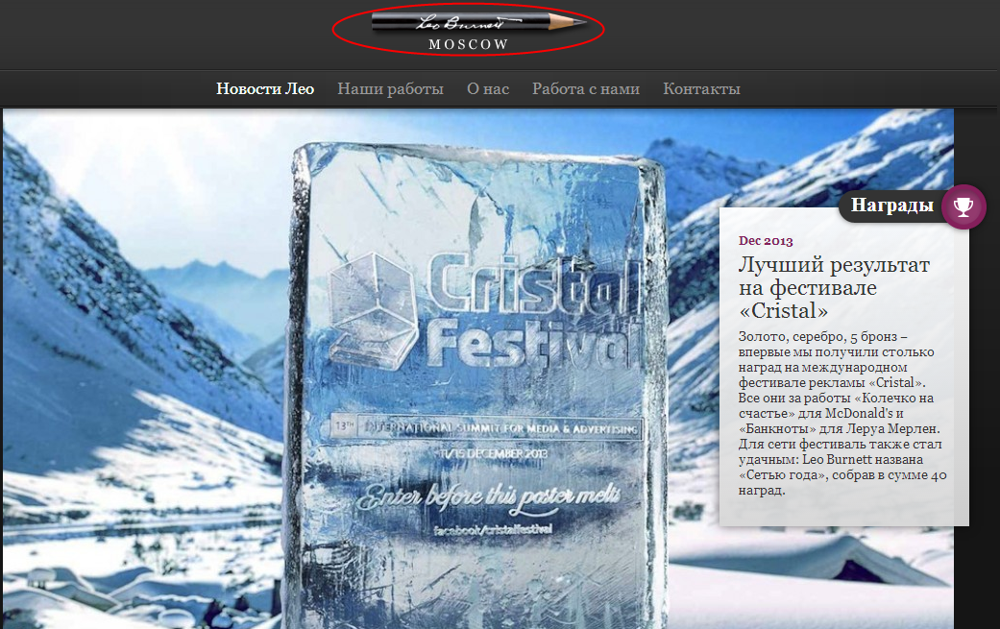 Leo Burnett
MOSCOW
Новости Лео Наши работы О нас Работа с нами Контакты
Награды
Dec 2013
Лучший результат
на фестивале
«Cristal»
Золото, серебро, 5 бронз –
впервые мы получили столько
наград на международном
фестивале рекламы «Cristal».
Все они за работы «Колечко на
счастье» для McDonald's и
«Банкноты» для Леруа Мерлен.
Для сети фестиваль также стал
удачным: Leo Burnett названа
«Сетью года», собрав в сумме 40
наград.
Cristal
Festival
13TH INTERNATIONAL SUMMIT FOR MEDIA & ADVERTISING
11/15 DECEMBER 2013
Enter before this poster melts
facebook/cristalfestival